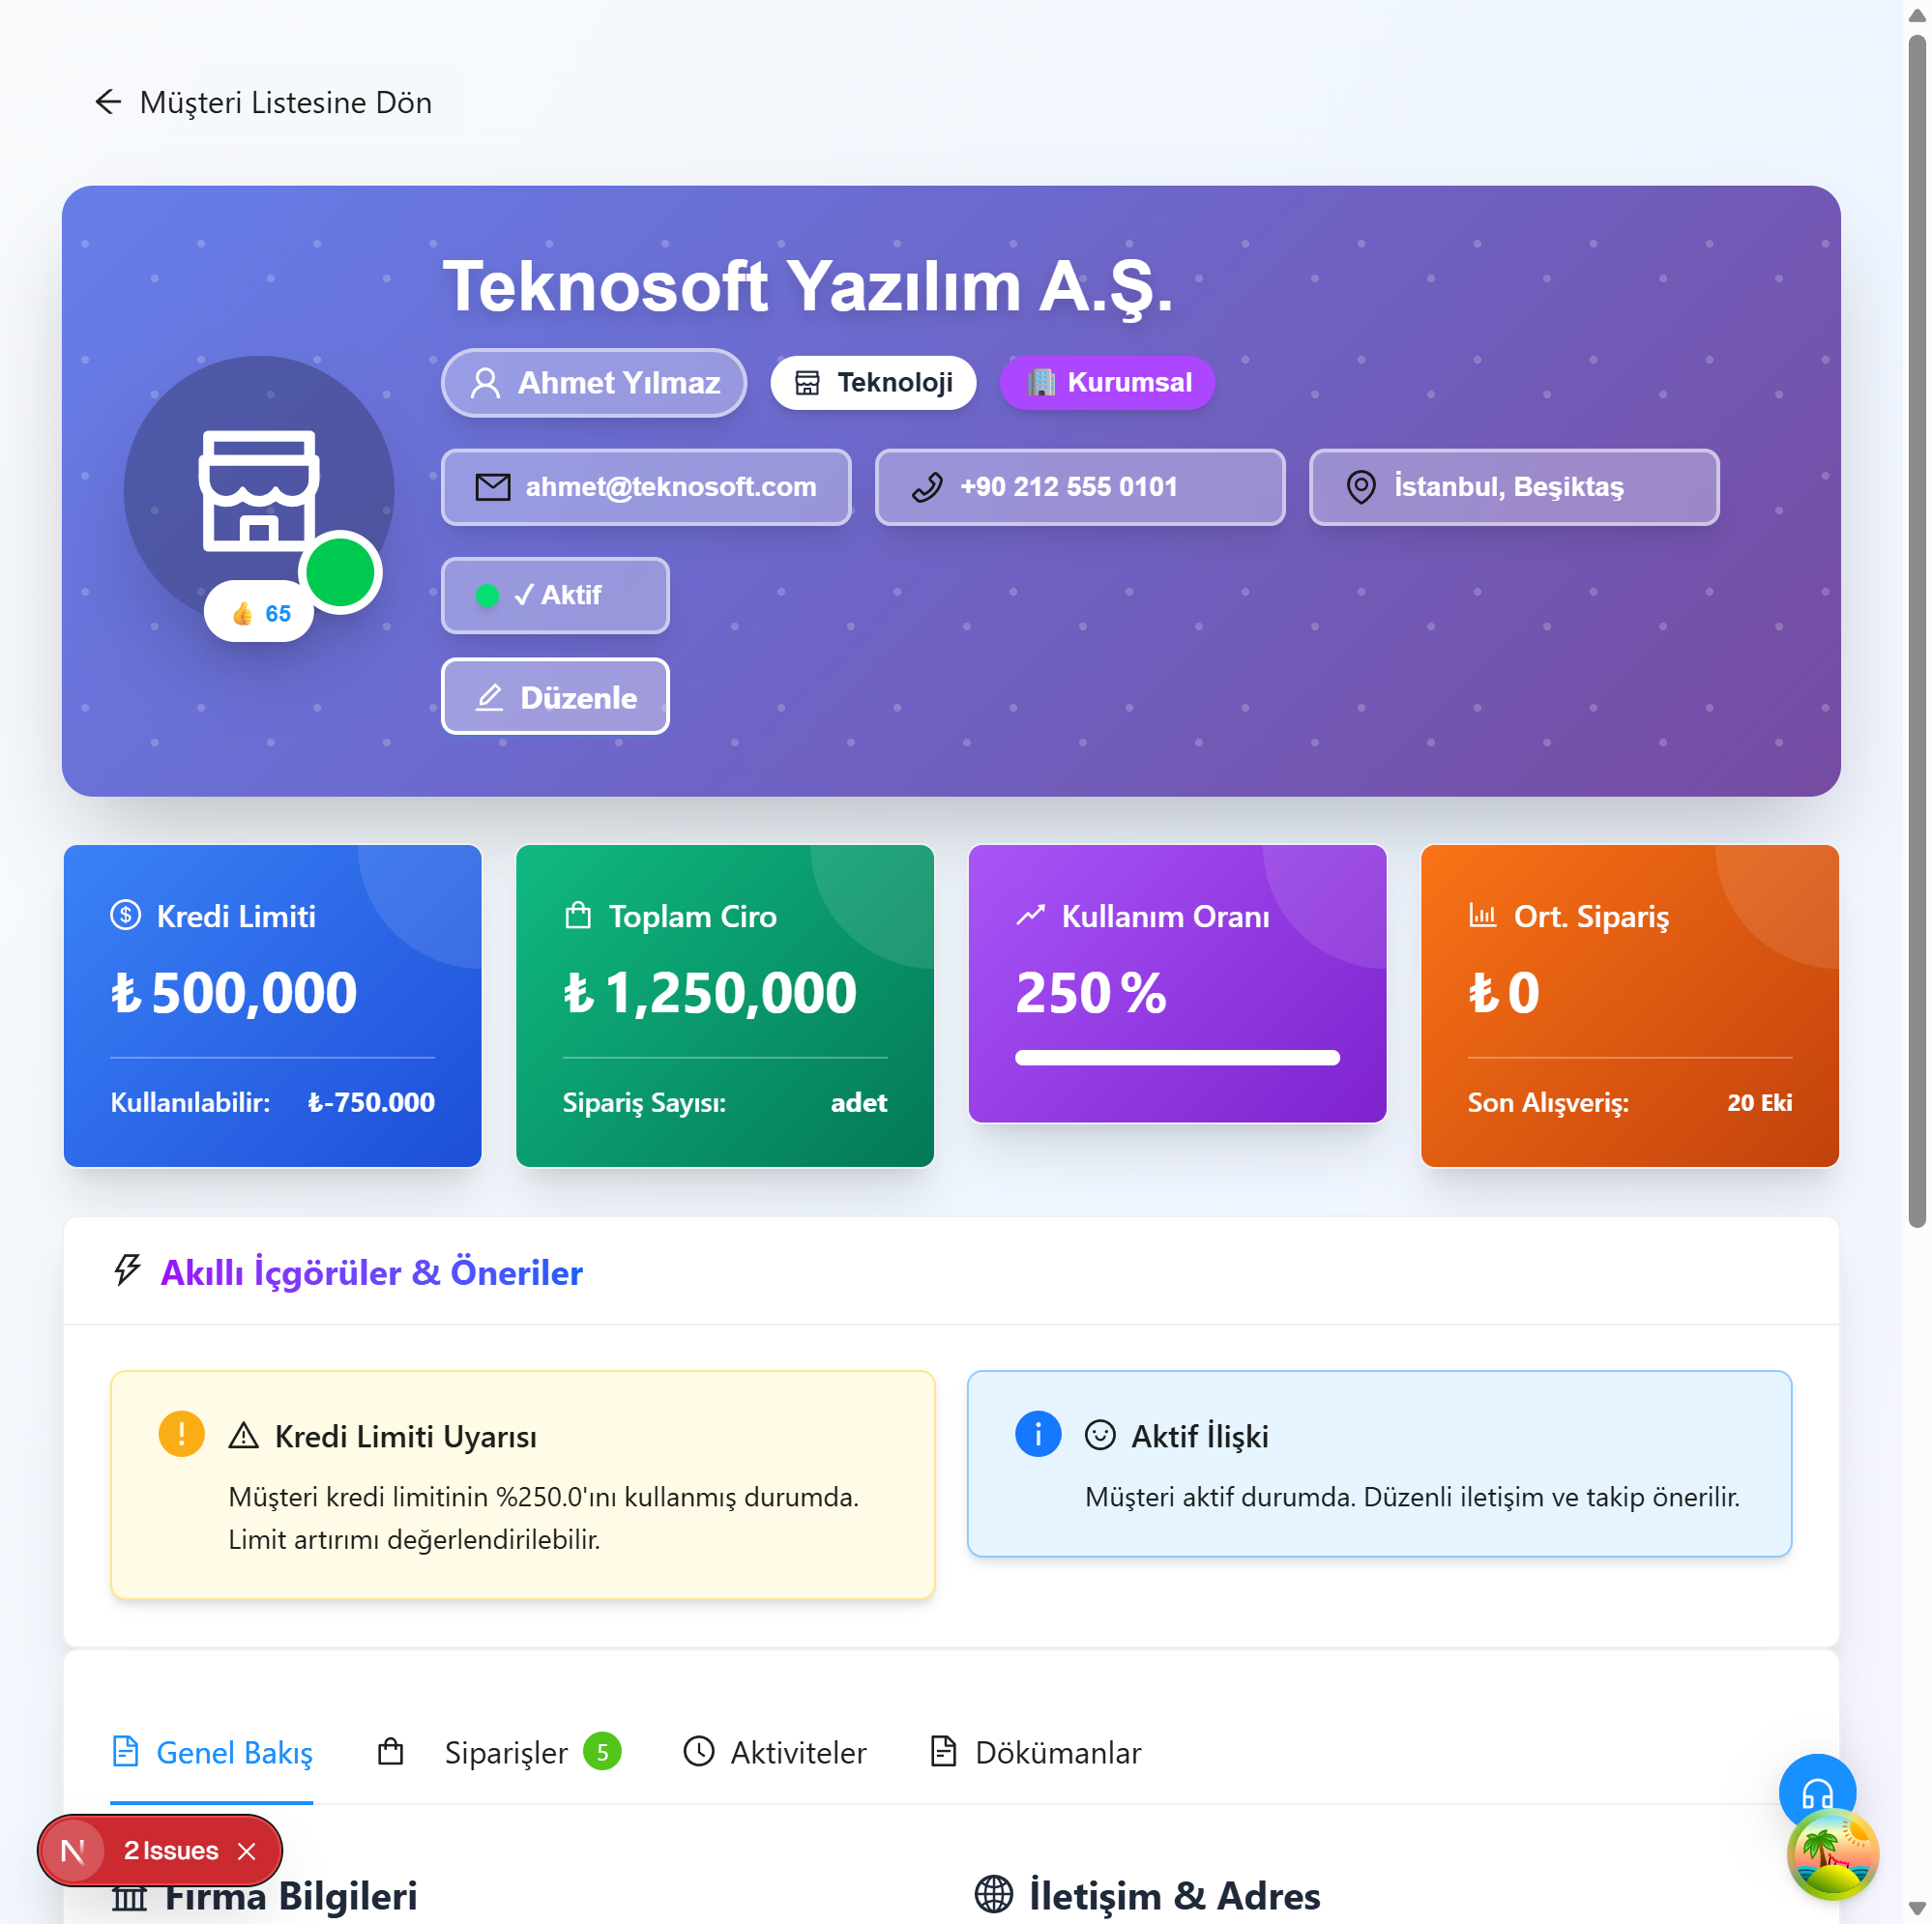 Müşteri Listesine Dön
Teknosoft Yazılım A.Ş.
Ahmet Yılmaz
Teknoloji
Kurumsal
ahmet@teknosoft.com
+90 212 555 0101
İstanbul, Beşiktaş
✓ Aktif
👍 65
Düzenle
Kredi Limiti
₺ 500,000
Kullanılabilir: ₺-750.000
Toplam Ciro
₺ 1,250,000
Sipariş Sayısı: adet
Kullanım Oranı
250 %
Ort. Sipariş
₺ 0
Son Alışveriş: 20 Eki
Akıllı İçgörüler & Öneriler
Kredi Limiti Uyarısı
Müşteri kredi limitinin %250.0'ını kullanmış durumda.
Limit artırımı değerlendirilebilir.
Aktif İlişki
Müşteri aktif durumda. Düzenli iletişim ve takip önerilir.
Genel Bakış
Siparişler 5
Aktiviteler
Dökümanlar
N 2 Issues
Firma Bilgileri
İletişim & Adres